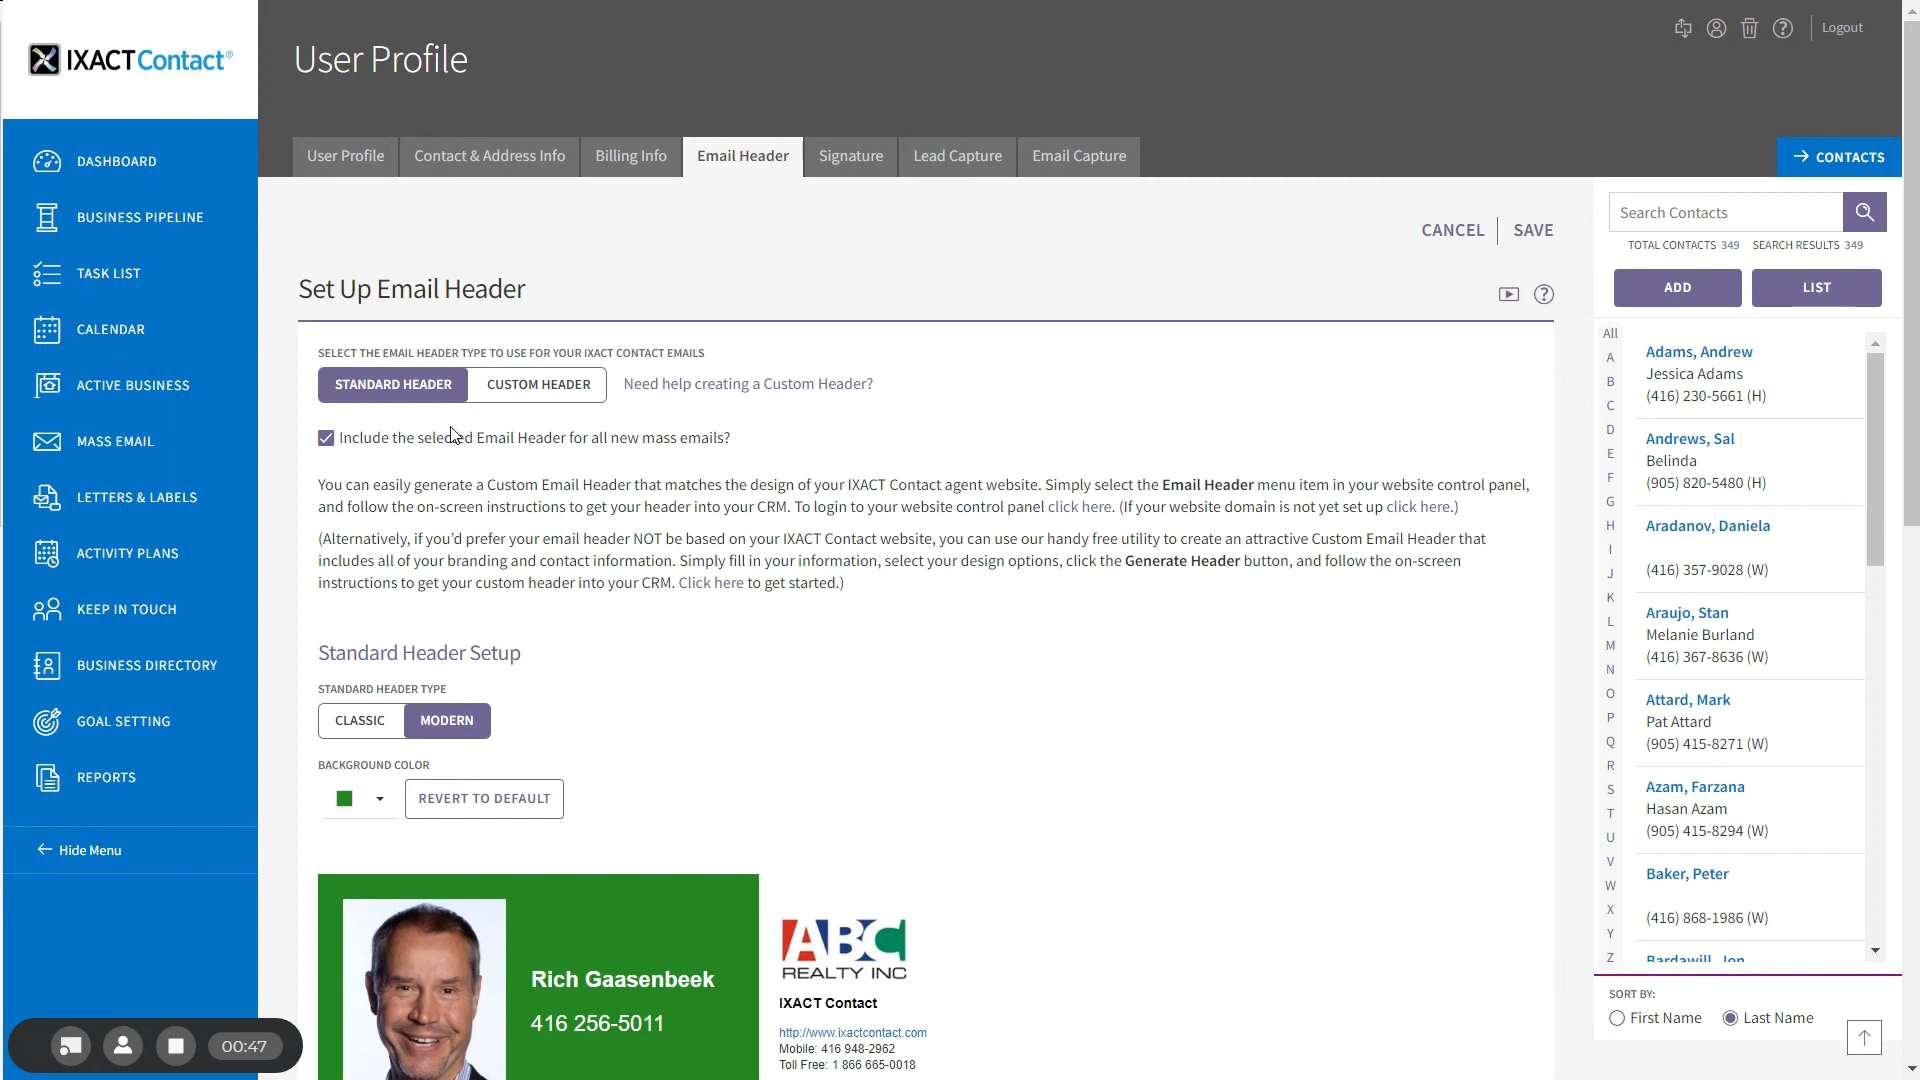 IXACTContact®
User Profile
Logout
User Profile
Contact & Address Info
Billing Info
Email Header
Signature
Lead Capture
Email Capture
CONTACTS
DASHBOARD
BUSINESS PIPELINE
TASK LIST
CALENDAR
ACTIVE BUSINESS
MASS EMAIL
LETTERS & LABELS
ACTIVITY PLANS
KEEP IN TOUCH
BUSINESS DIRECTORY
GOAL SETTING
REPORTS
Hide Menu
00:47
CANCEL
SAVE
Set Up Email Header
SELECT THE EMAIL HEADER TYPE TO USE FOR YOUR IXACT CONTACT EMAILS
STANDARD HEADER
CUSTOM HEADER
Need help creating a Custom Header?
Include the selected Email Header for all new mass emails?
You can easily generate a Custom Email Header that matches the design of your IXACT Contact agent website. Simply select the Email Header menu item in your website control panel,
and follow the on-screen instructions to get your header into your CRM. To login to your website control panel click here. (If your website domain is not yet set up click here.)
(Alternatively, if you’d prefer your email header NOT be based on your IXACT Contact website, you can use our handy free utility to create an attractive Custom Email Header that
includes all of your branding and contact information. Simply fill in your information, select your design options, click the Generate Header button, and follow the on-screen
instructions to get your custom header into your CRM. Click here to get started.)
Standard Header Setup
STANDARD HEADER TYPE
CLASSIC
MODERN
BACKGROUND COLOR
REVERT TO DEFAULT
Rich Gaasenbeek
416 256-5011
ABC
REALTY INC
IXACT Contact
http://www.ixactcontact.com
Mobile: 416 948-2962
Toll Free: 1 866 665-0018
Search Contacts
TOTAL CONTACTS 349
SEARCH RESULTS 349
ADD
LIST
All
A
B
C
D
E
F
G
H
I
J
K
L
M
N
O
P
Q
R
S
T
U
V
W
X
Y
Z
Adams, Andrew
Jessica Adams
(416) 230-5661 (H)
Andrews, Sal
Belinda
(905) 820-5480 (H)
Aradanov, Daniela
(416) 357-9028 (W)
Araujo, Stan
Melanie Burland
(416) 367-8636 (W)
Attard, Mark
Pat Attard
(905) 415-8271 (W)
Azam, Farzana
Hasan Azam
(905) 415-8294 (W)
Baker, Peter
(416) 868-1986 (W)
Bardawill, Jon
SORT BY:
First Name
Last Name